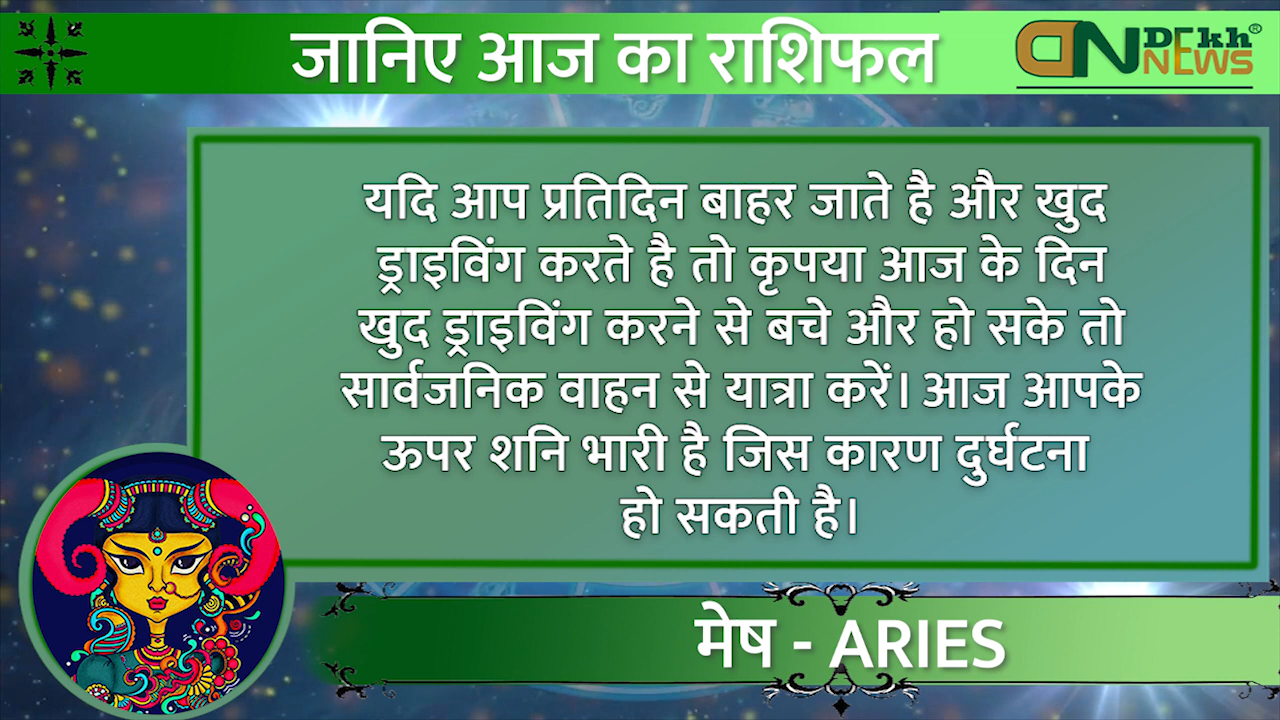 जानिए आज का राशिफल
DN DEkh®
NEWS
यदि आप प्रतिदिन बाहर जाते है और खुद
ड्राइविंग करते है तो कृपया आज के दिन
खुद ड्राइविंग करने से बचे और हो सके तो
सार्वजनिक वाहन से यात्रा करें। आज आपके
ऊपर शनि भारी है जिस कारण दुर्घटना
हो सकती है।
मेष - ARIES